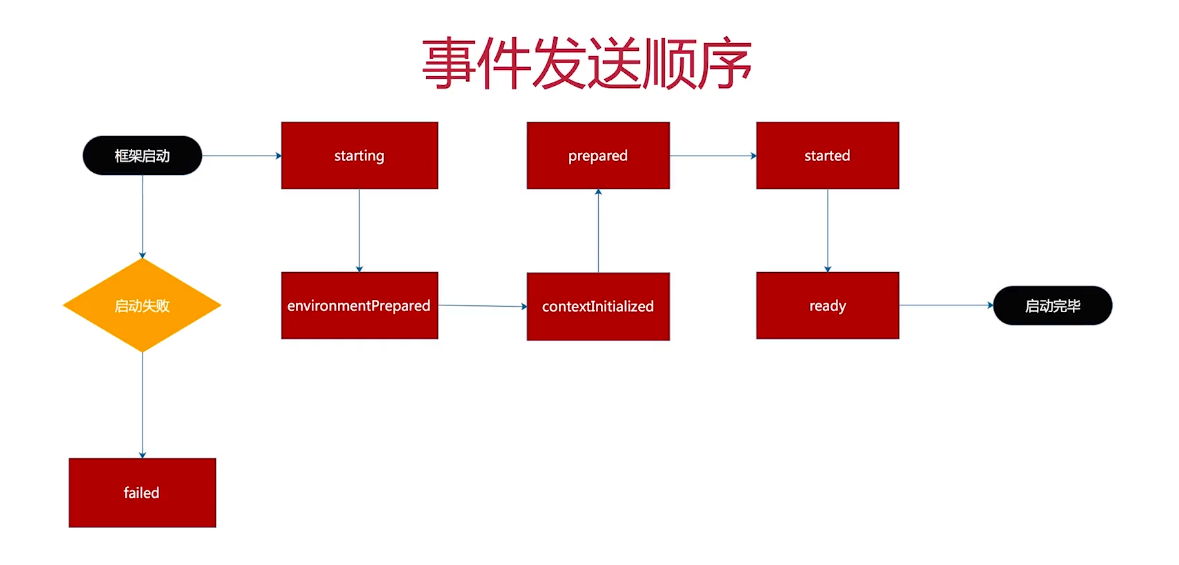 事件发送顺序
框架启动
starting
prepared
started
启动失败
environmentPrepared
contextInitialized
ready
启动完毕
failed